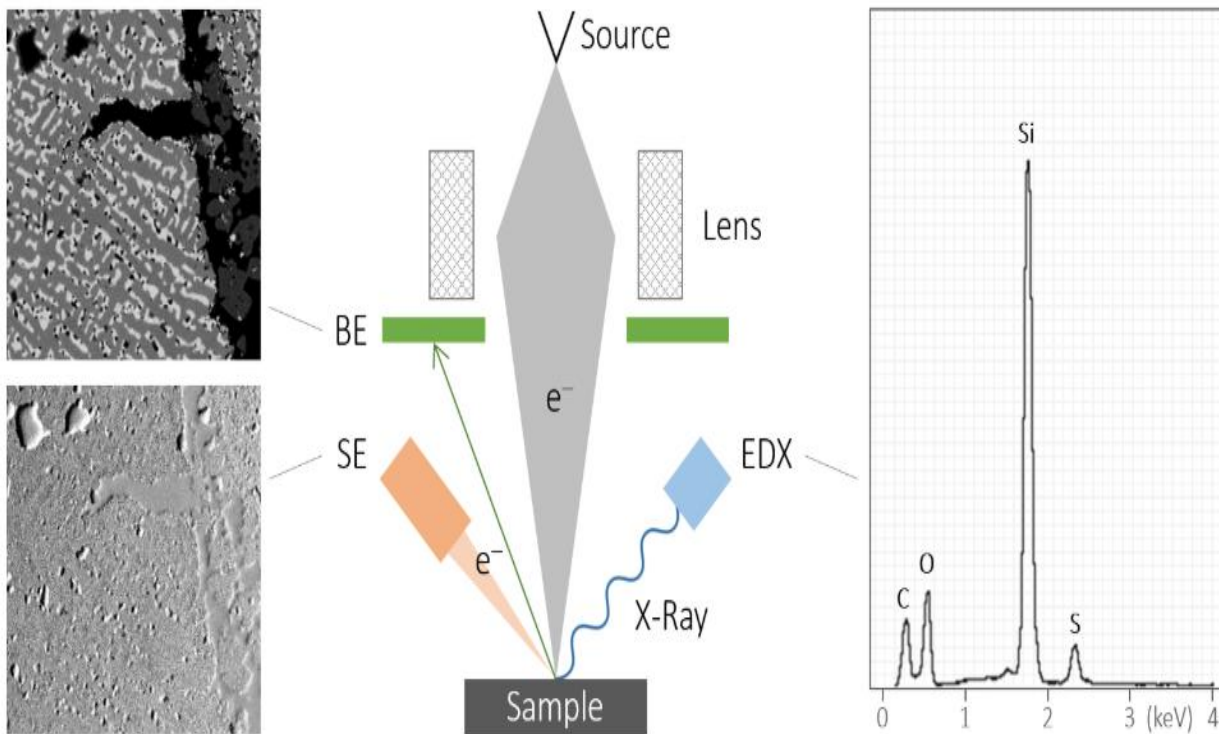 Source
Lens
BE
e⁻
SE
EDX
e⁻
X-Ray
Sample
Si
O
C
S
0 1 2 3 (keV) 4